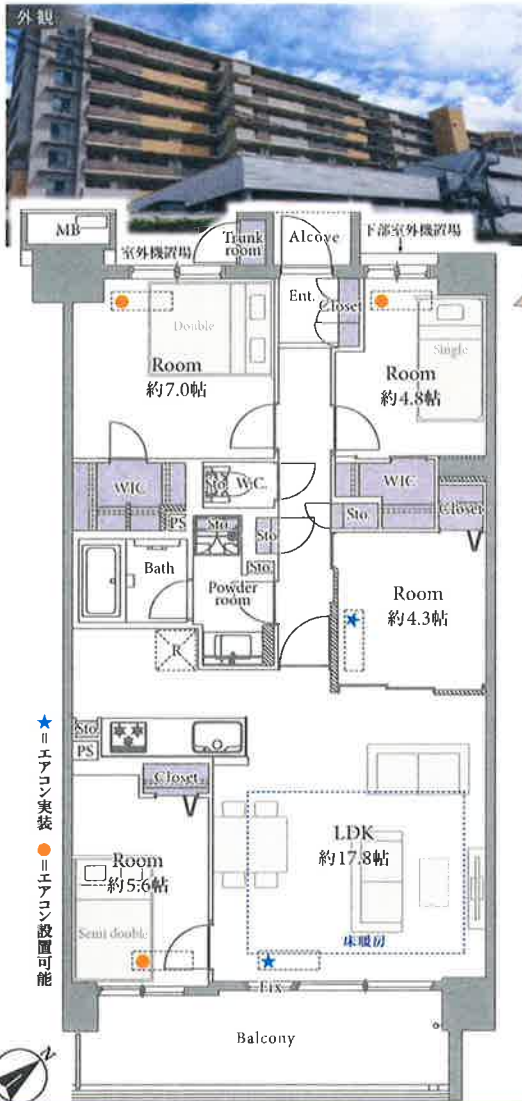 外観
MB
室外機置場
Trunk room
Alcove
下部室外機置場
Ent.
Closet
Double
Room
約7.0帖
Single
Room
約4.8帖
WIC
Sto
W.C.
WIC
Closet
PS
Sto
Sto
Sto
Bath
Sto
Powder room
Room
約4.3帖
R
Sto
PS
Closet
★=エアコン実装
●=エアコン設置可能
Room
約5.6帖
Semi double
LDK
約17.8帖
床暖房
Fix
Balcony
N